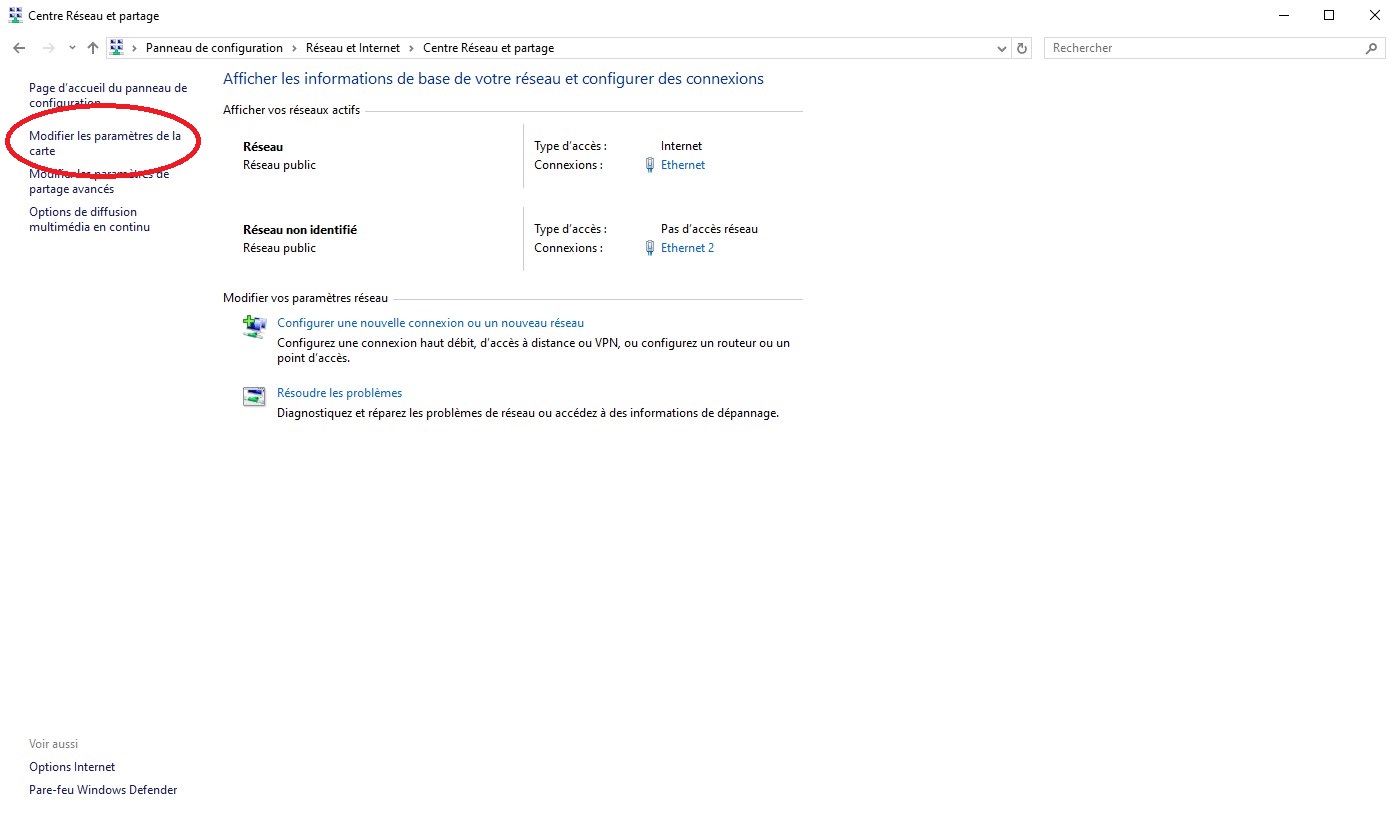 Centre Réseau et partage
Panneau de configuration > Réseau et Internet > Centre Réseau et partage
Rechercher
Page d'accueil du panneau de
configuration
Modifier les paramètres de la
carte
Modifier les paramètres de
partage avancés
Options de diffusion
multimédia en continu
Afficher les informations de base de votre réseau et configurer des connexions
Afficher vos réseaux actifs
Réseau
Réseau public
Type d'accès : Internet
Connexions : Ethernet
Réseau non identifié
Réseau public
Type d'accès : Pas d'accès réseau
Connexions : Ethernet 2
Modifier vos paramètres réseau
Configurer une nouvelle connexion ou un nouveau réseau
Configurez une connexion haut débit, d'accès à distance ou VPN, ou configurez un routeur ou un
point d'accès.
Résoudre les problèmes
Diagnostiquez et réparez les problèmes de réseau ou accédez à des informations de dépannage.
Voir aussi
Options Internet
Pare-feu Windows Defender